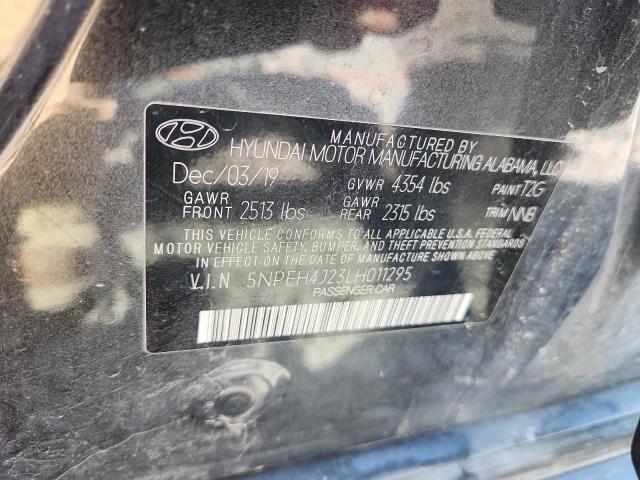 MANUFACTURED BY
HYUNDAI MOTOR MANUFACTURING ALABAMA, LLC
Dec/03/19 GVWR 4354 lbs PAINT T2G
GAWR FRONT 2513 lbs GAWR REAR 2315 lbs TRIM NNB
THIS VEHICLE CONFORMS TO ALL APPLICABLE U.S.A. FEDERAL
MOTOR VEHICLE SAFETY, BUMPER, AND THEFT PREVENTION STANDARDS
IN EFFECT ON THE DATE OF MANUFACTURE SHOWN ABOVE.
V.I.N 5NPEH4J23LH011295
PASSENGER CAR